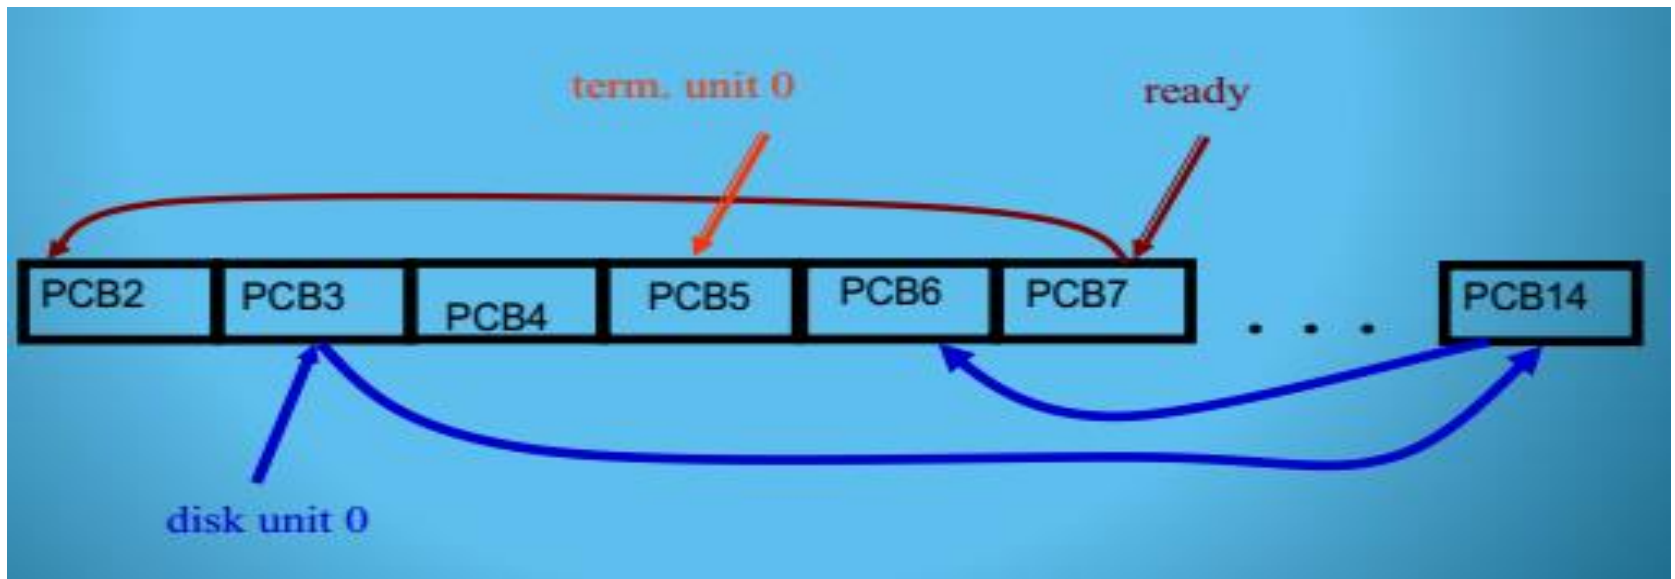 term. unit 0
ready
PCB2
PCB3
PCB4
PCB5
PCB6
PCB7
. . .
PCB14
disk unit 0